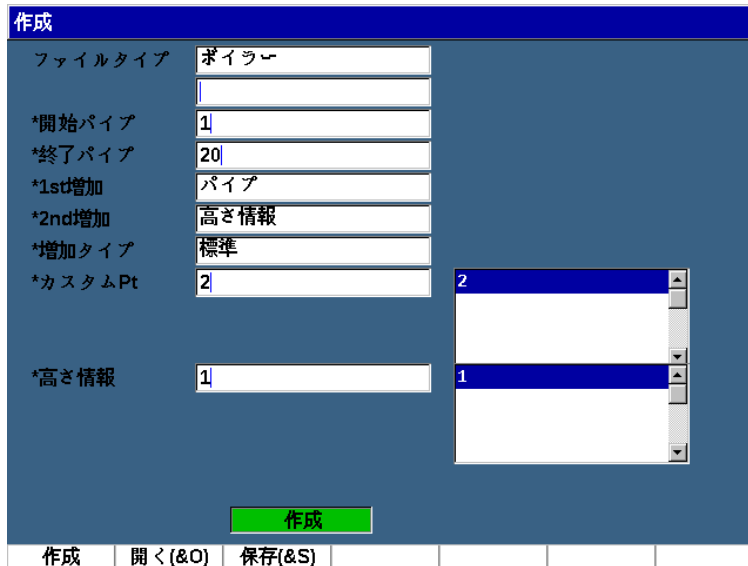 作成
ファイルタイプ ボイラー
*開始パイプ 1
*終了パイプ 20
*1st増加 パイプ
*2nd増加 高さ情報
*増加タイプ 標準
*カスタムPt 2 2
*高さ情報 1 1
作成
作成 開く(&O) 保存(&S)